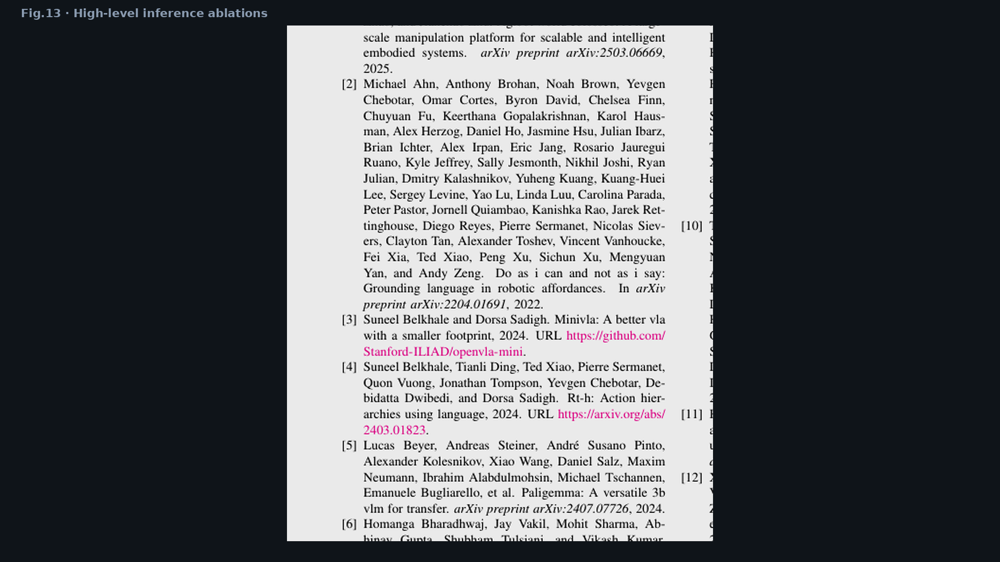 Fig.13 · High-level inference ablations
scale manipulation platform for scalable and intelligent
embodied systems. arXiv preprint arXiv:2503.06669,
2025.
[2] Michael Ahn, Anthony Brohan, Noah Brown, Yevgen
Chebotar, Omar Cortes, Byron David, Chelsea Finn,
Chuyuan Fu, Keerthana Gopalakrishnan, Karol Haus-
man, Alex Herzog, Daniel Ho, Jasmine Hsu, Julian Ibarz,
Brian Ichter, Alex Irpan, Eric Jang, Rosario Jauregui
Ruano, Kyle Jeffrey, Sally Jesmonth, Nikhil Joshi, Ryan
Julian, Dmitry Kalashnikov, Yuheng Kuang, Kuang-Huei
Lee, Sergey Levine, Yao Lu, Linda Luu, Carolina Parada,
Peter Pastor, Jornell Quiambao, Kanishka Rao, Jarek Ret-
tinghouse, Diego Reyes, Pierre Sermanet, Nicolas Siev-
ers, Clayton Tan, Alexander Toshev, Vincent Vanhoucke,
Fei Xia, Ted Xiao, Peng Xu, Sichun Xu, Mengyuan
Yan, and Andy Zeng. Do as i can and not as i say:
Grounding language in robotic affordances. In arXiv
preprint arXiv:2204.01691, 2022.
[3] Suneel Belkhale and Dorsa Sadigh. Minivla: A better vla
with a smaller footprint, 2024. URL https://github.com/
Stanford-ILIAD/openvla-mini.
[4] Suneel Belkhale, Tianli Ding, Ted Xiao, Pierre Sermanet,
Quon Vuong, Jonathan Tompson, Yevgen Chebotar, De-
bidatta Dwibedi, and Dorsa Sadigh. Rt-h: Action hier-
archies using language, 2024. URL https://arxiv.org/abs/
2403.01823.
[5] Lucas Beyer, Andreas Steiner, André Susano Pinto,
Alexander Kolesnikov, Xiao Wang, Daniel Salz, Maxim
Neumann, Ibrahim Alabdulmohsin, Michael Tschannen,
Emanuele Bugliarello, et al. Paligemma: A versatile 3b
vlm for transfer. arXiv preprint arXiv:2407.07726, 2024.
[6] Homanga Bharadhwaj, Jay Vakil, Mohit Sharma, Ab-
hinav Gupta, Shubham Tulsiani, and Vikash Kumar.
[10]
[11]
[12]